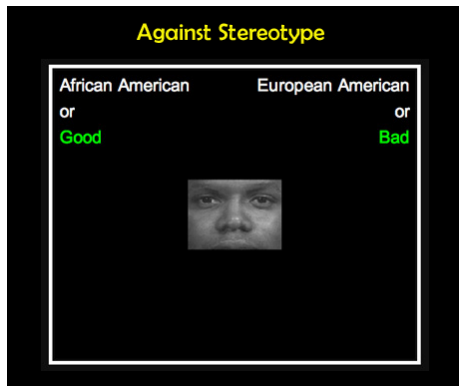 Against Stereotype
African American European American
or or
Good Bad